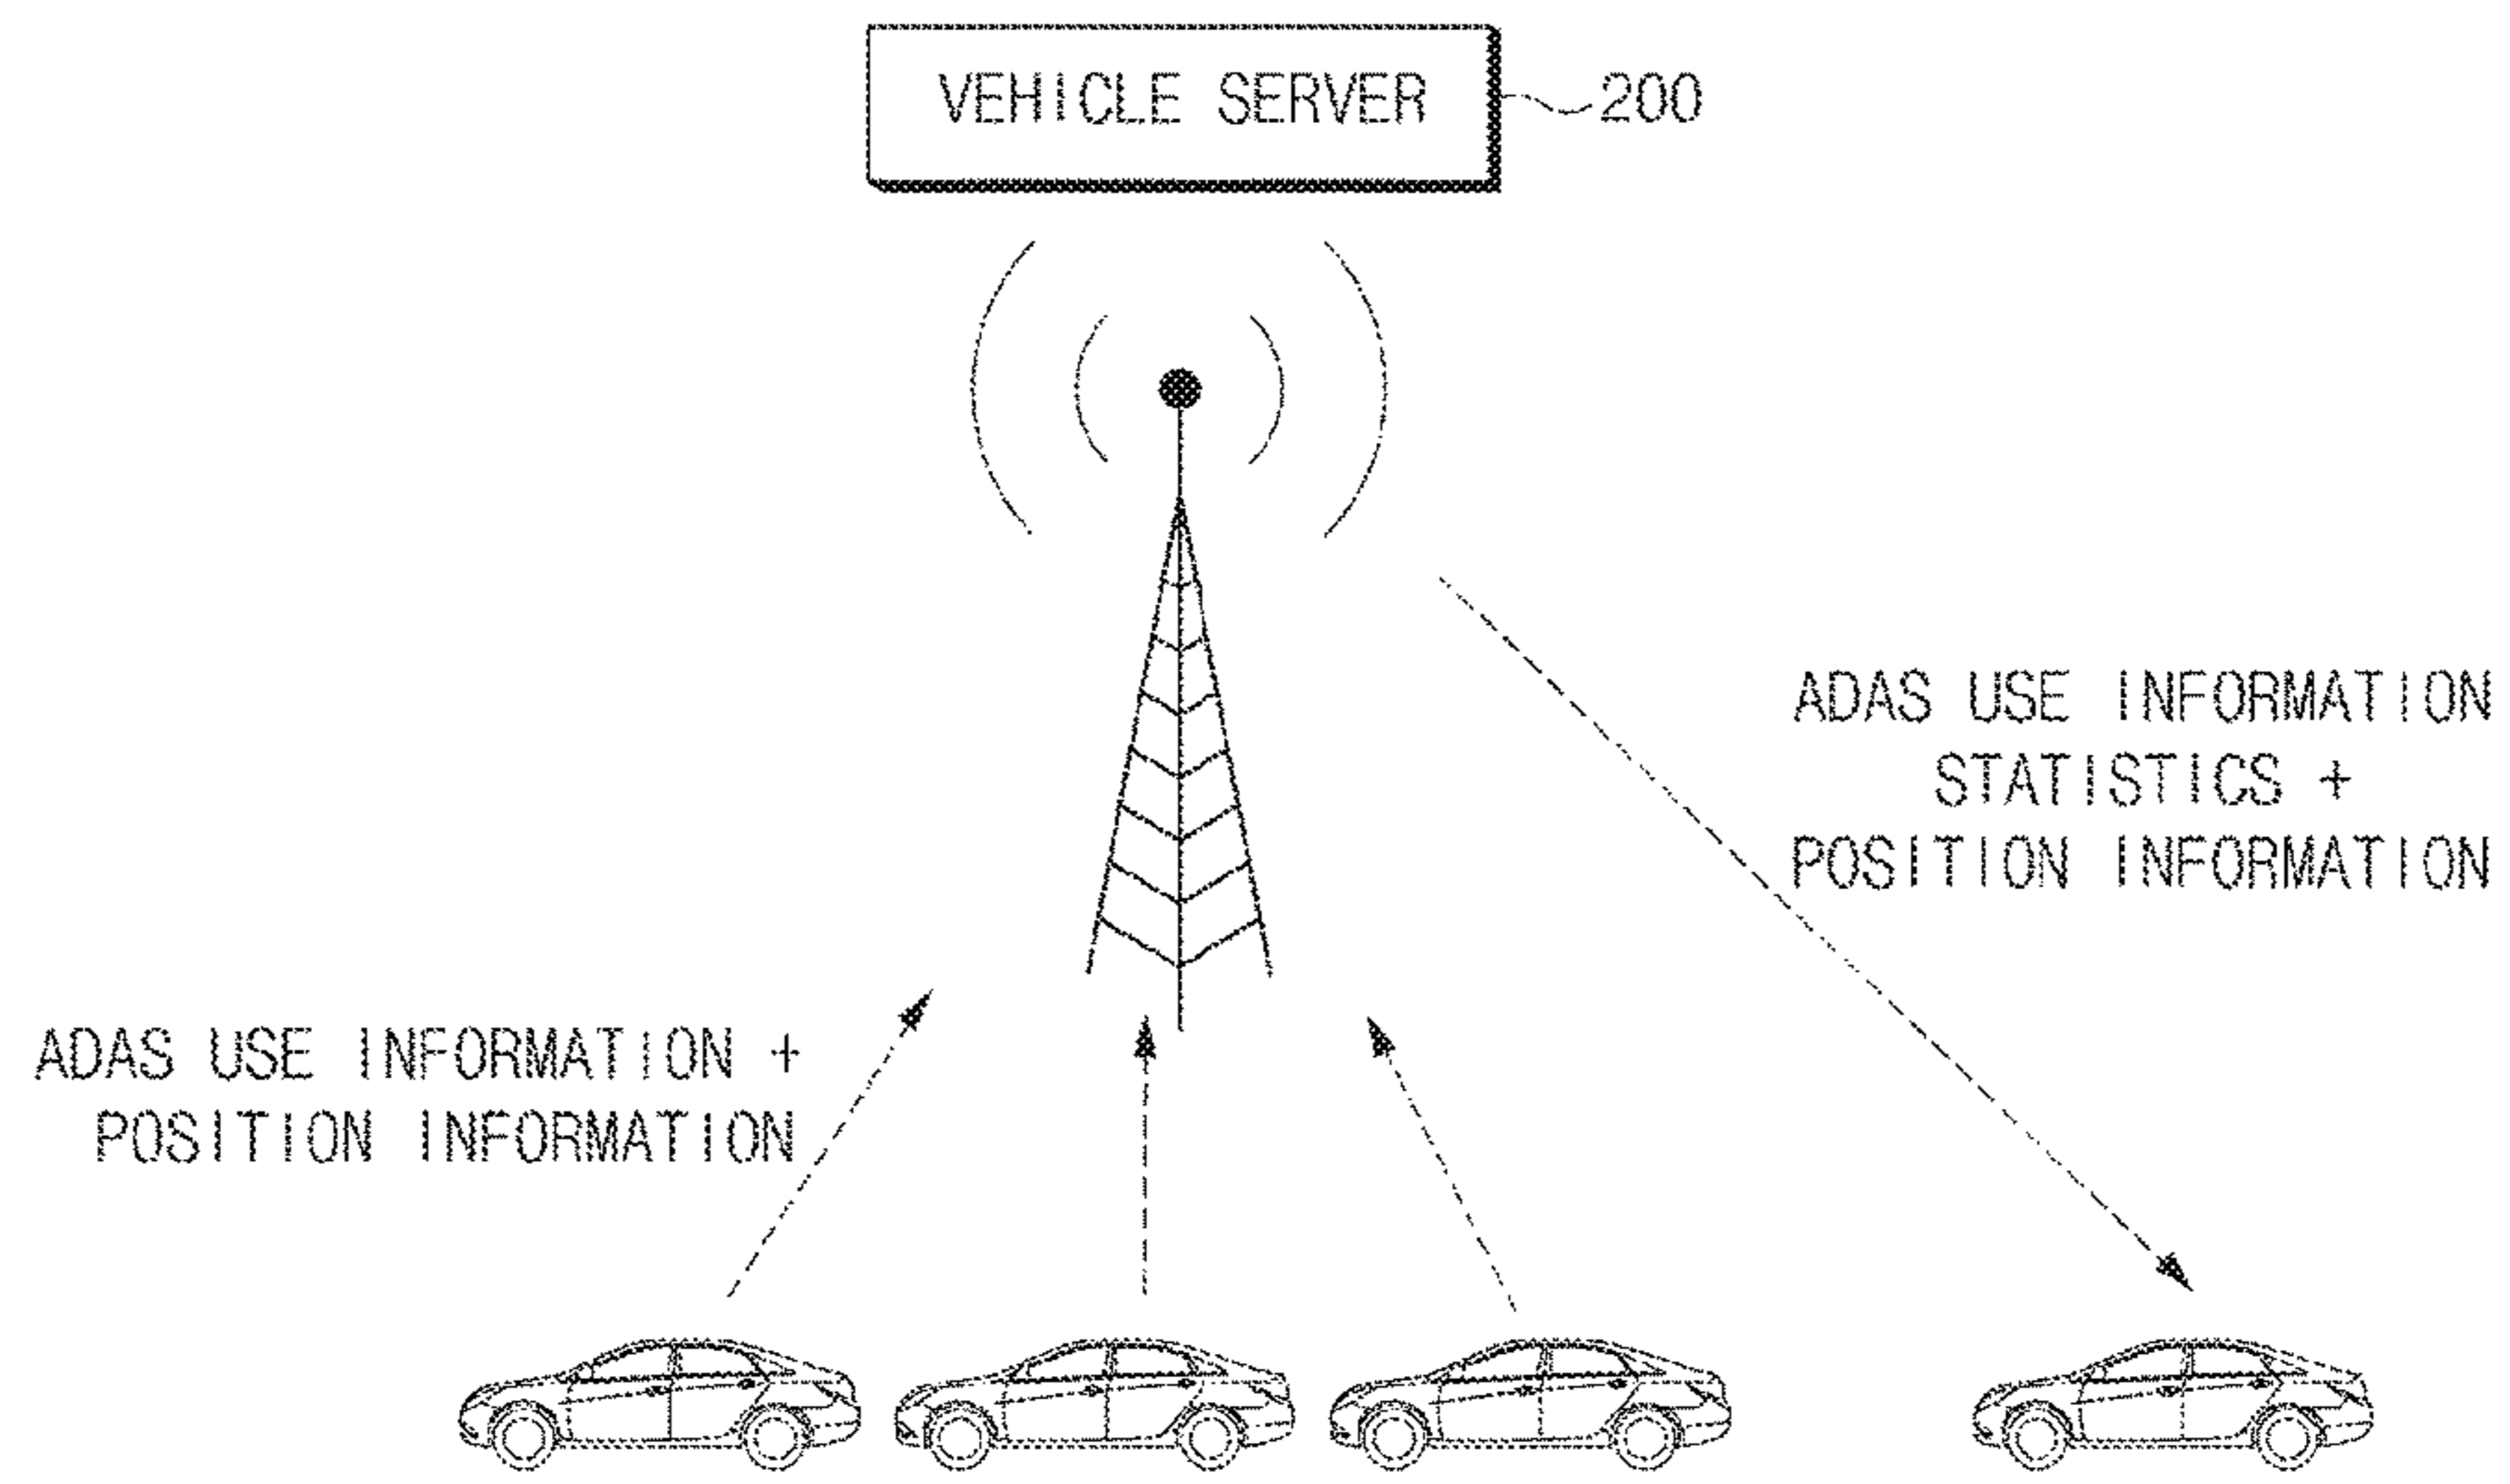 VEHICLE SERVER 200
ADAS USE INFORMATION
STATISTICS +
POSITION INFORMATION
ADAS USE INFORMATION +
POSITION INFORMATION